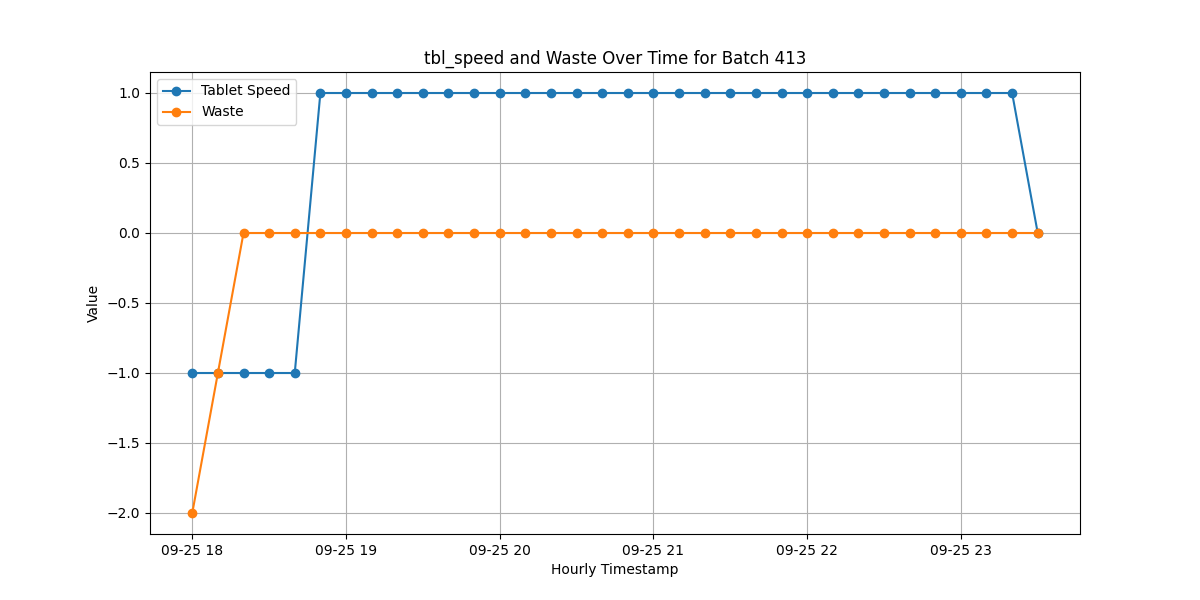 tbl_speed and Waste Over Time for Batch 413
Tablet Speed
Waste
1.0
0.5
0.0
−0.5
−1.0
−1.5
−2.0
Value
09-25 18
09-25 19
09-25 20
09-25 21
09-25 22
09-25 23
Hourly Timestamp